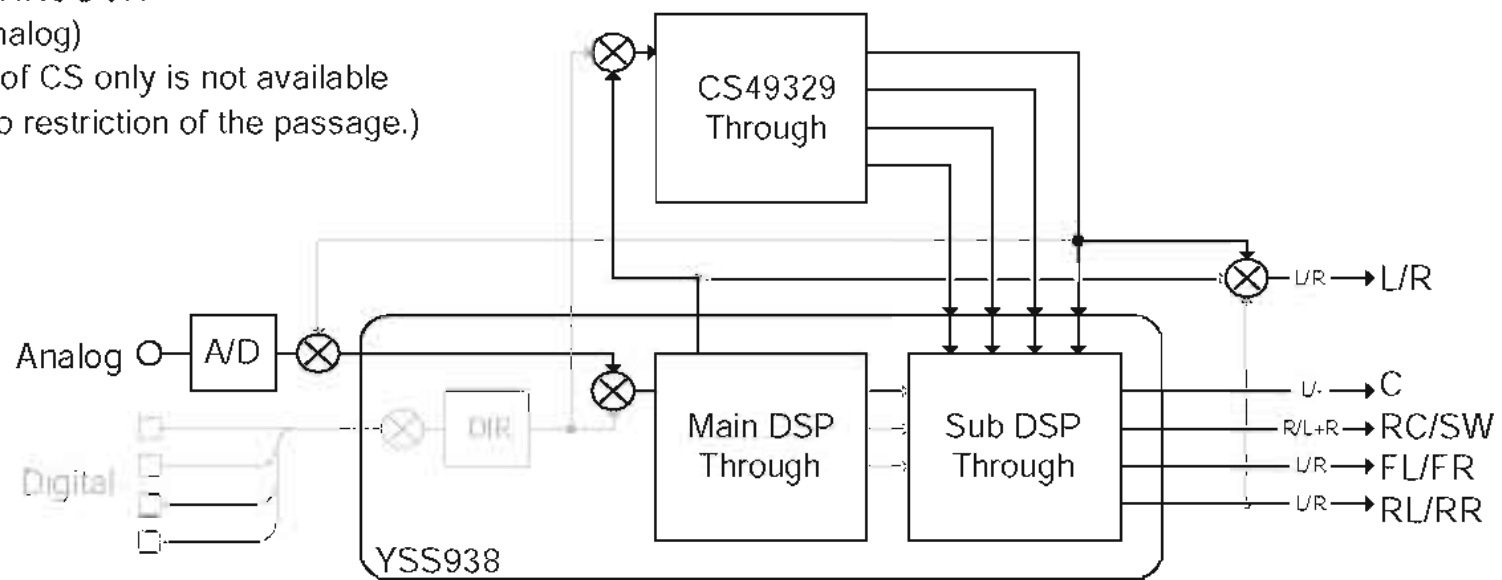 nalog)
of CS only is not available
restriction of the passage.)
CS49329
Through
L/R
L/R
Analog
A/D
Digital
DIR
Main DSP
Through
Sub DSP
Through
L/-
C
R/L+R
RC/SW
L/R
FL/FR
L/R
RL/RR
YSS938